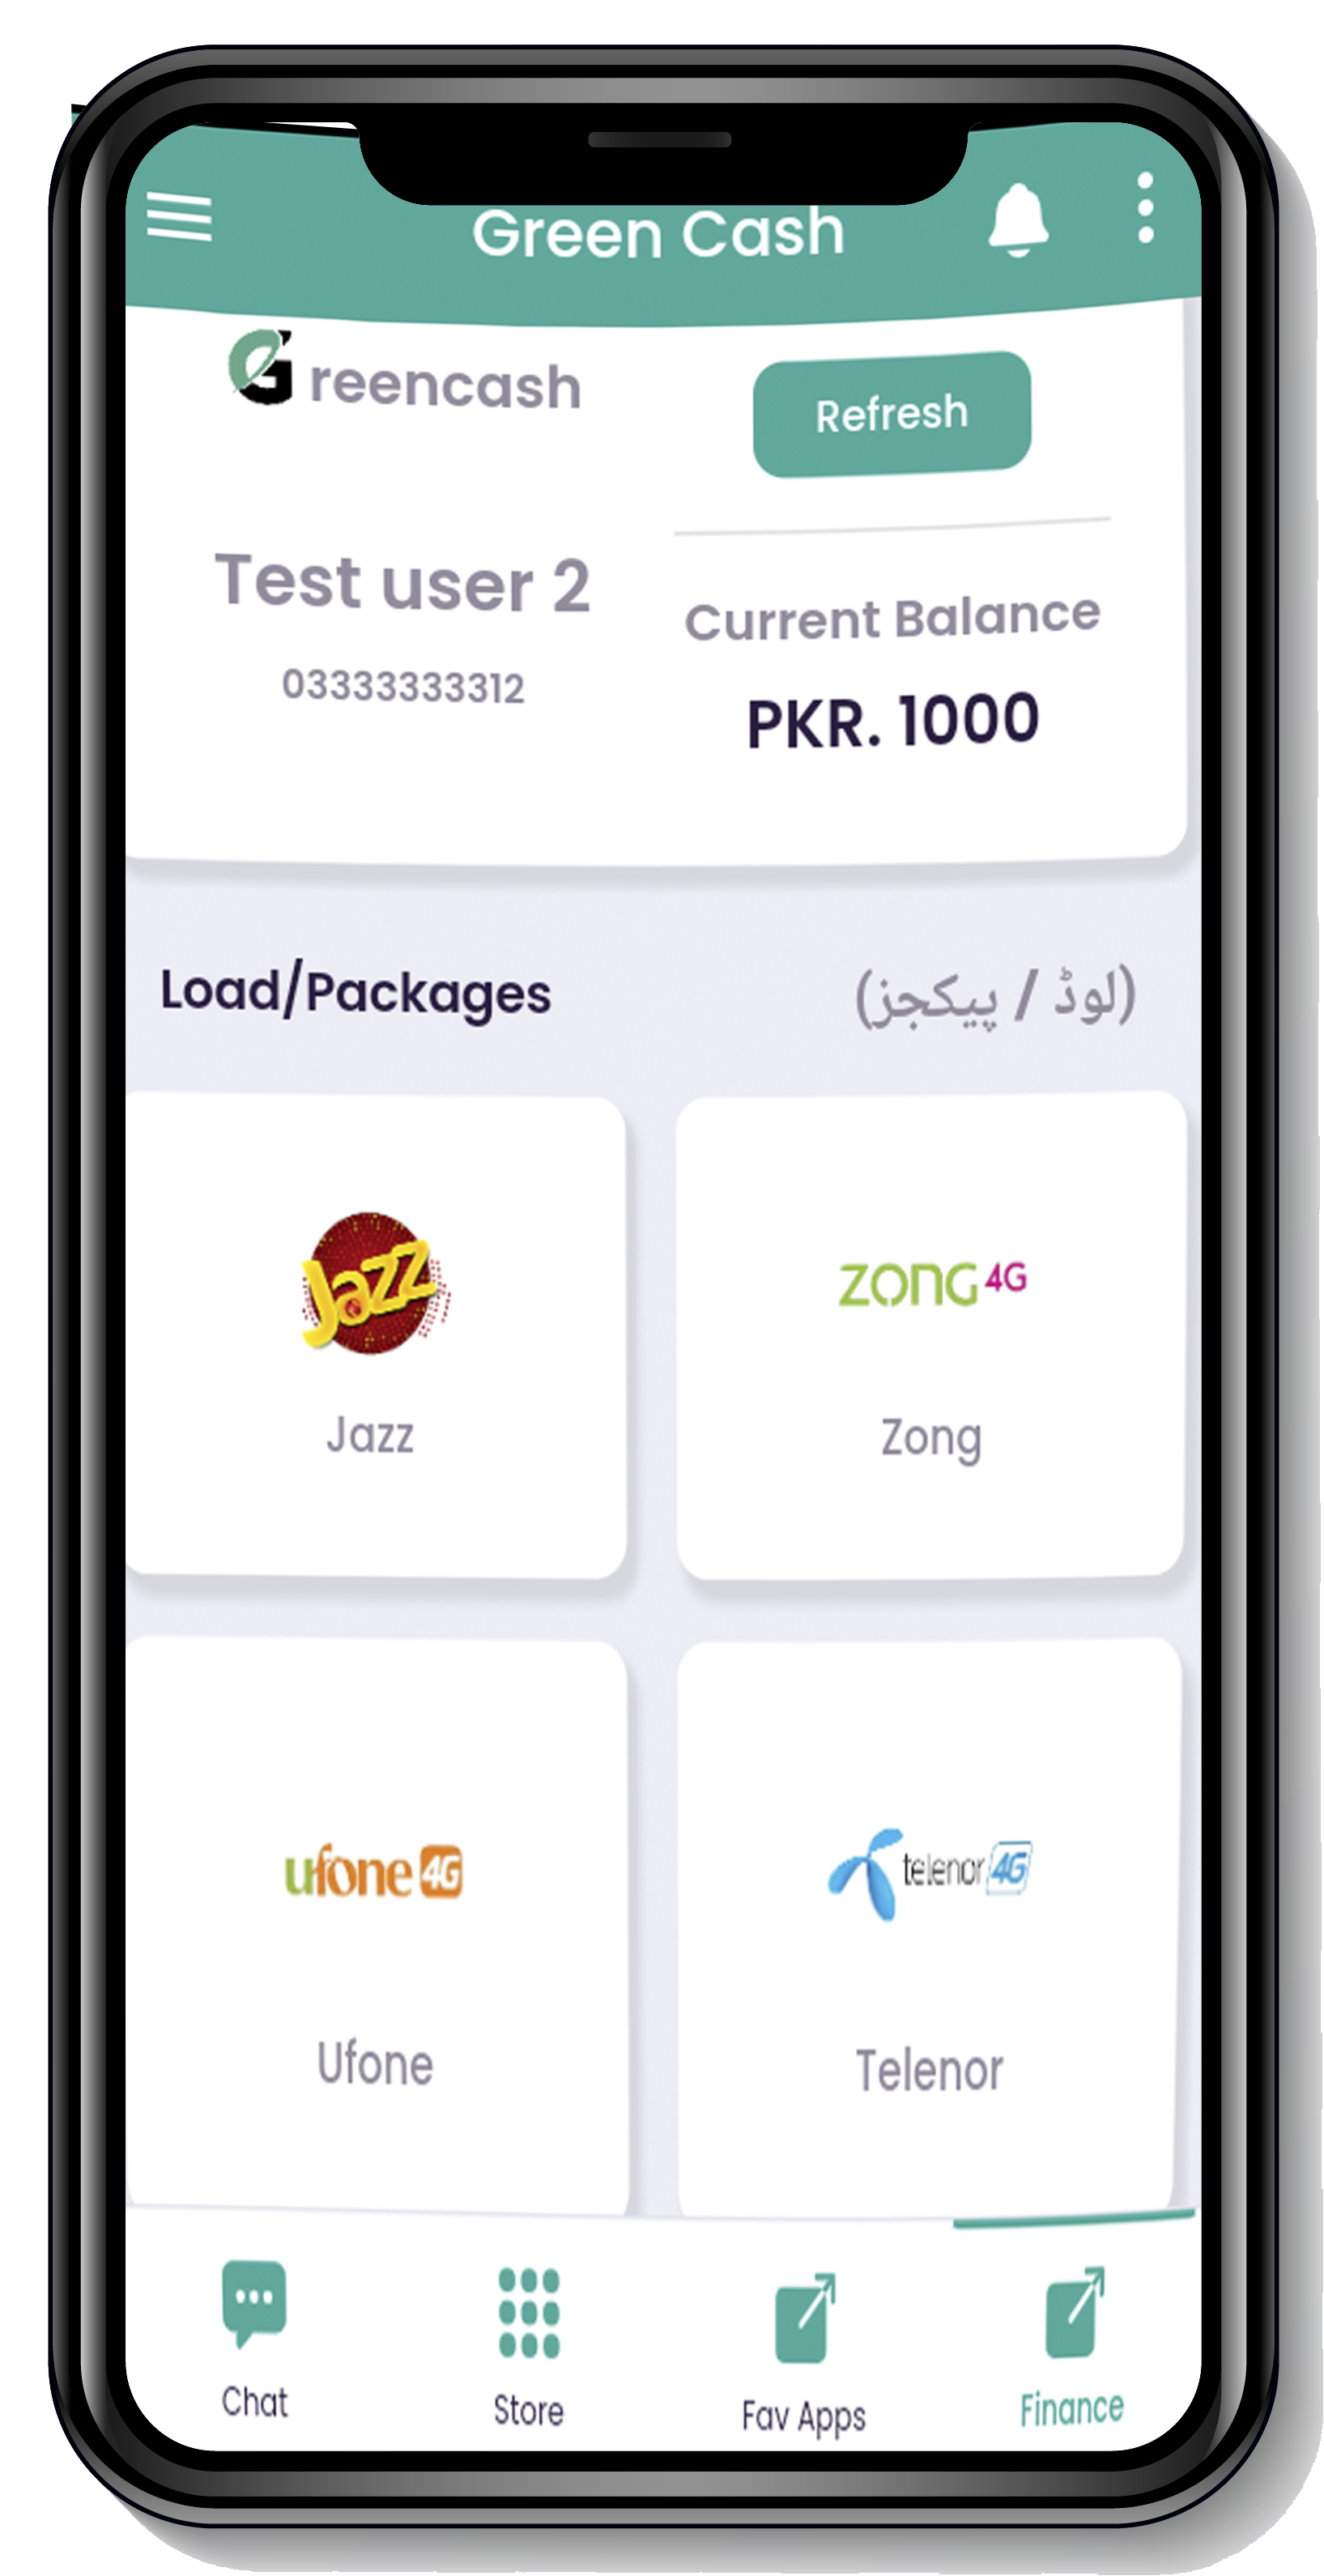 Green Cash
Greencash
Refresh
Test user 2
03333333312
Current Balance
PKR. 1000
Load/Packages
(لوڈ / پیکجز)
Jazz
Jazz
ZONG 4G
Zong
ufone 4G
Ufone
telenor 4G
Telenor
Chat
Store
Fav Apps
Finance